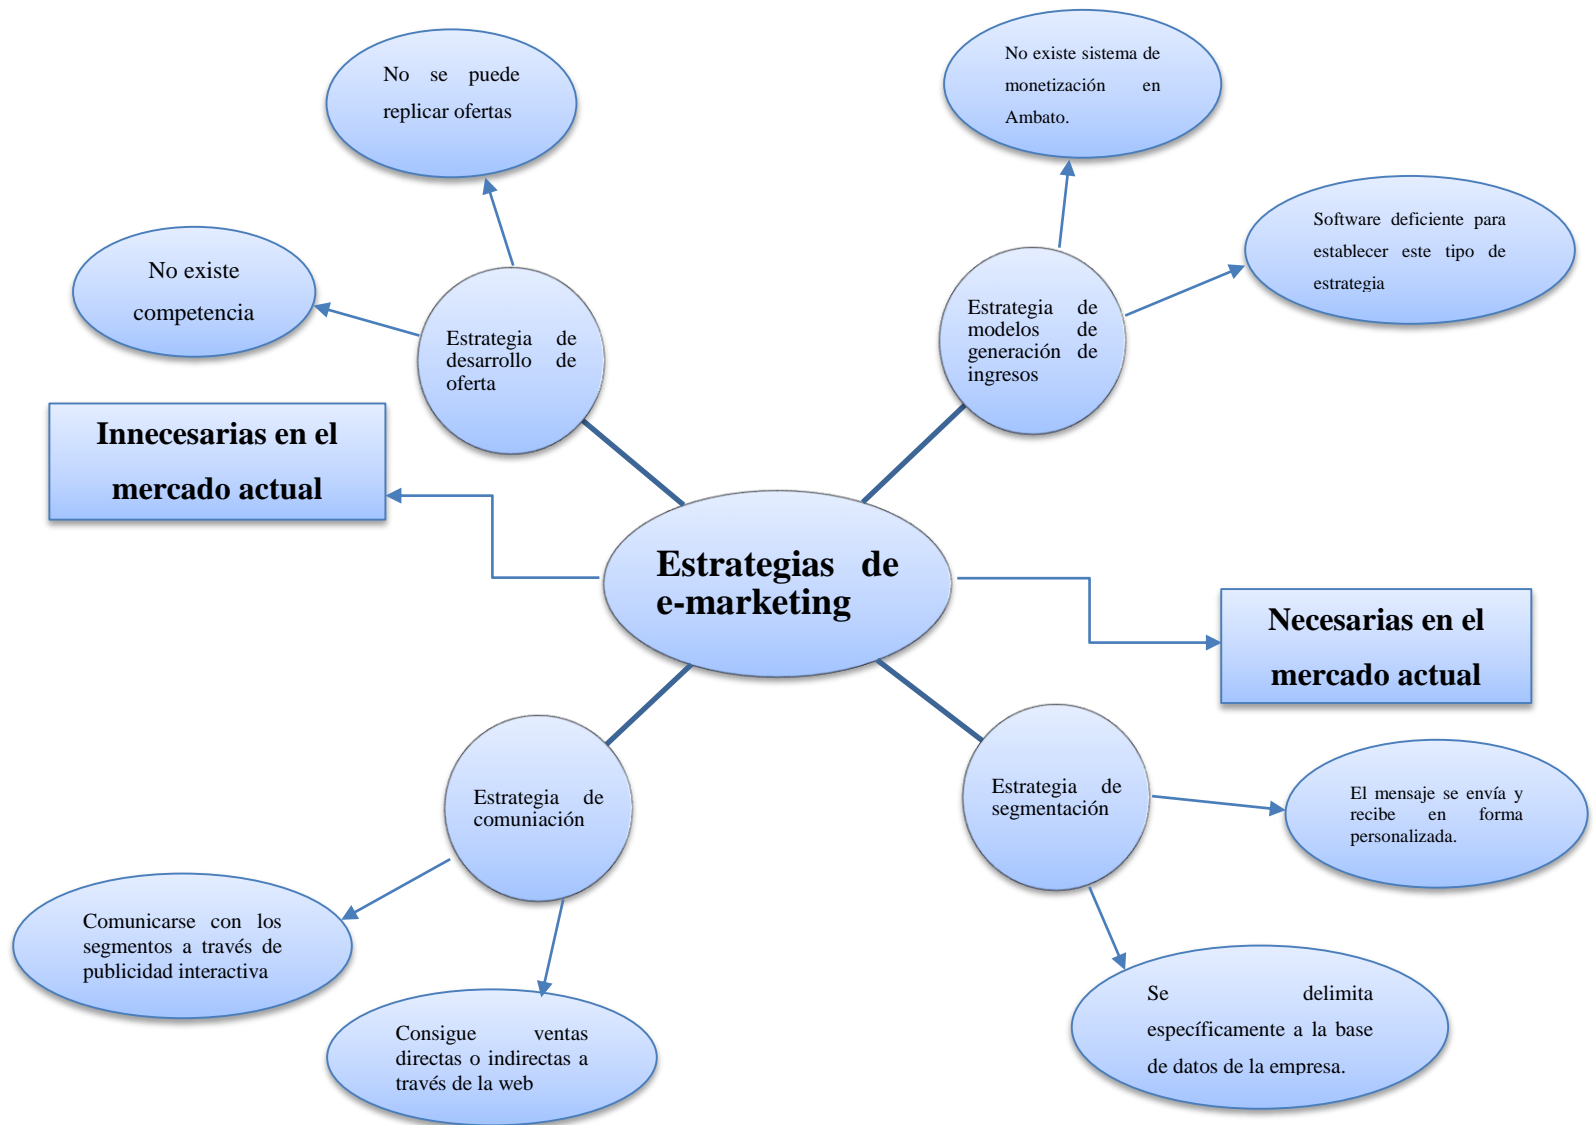 No se puede
replicar ofertas
No existe sistema de
monetización en
Ambato.
Software deficiente para
establecer este tipo de
estrategia
No existe
competencia
Estrategia de
desarrollo de
oferta
Estrategia de
modelos de
generación de
ingresos
Innecesarias en el
mercado actual
Estrategias de
e-marketing
Necesarias en el
mercado actual
Estrategia de
comuniación
Estrategia de
segmentación
El mensaje se envía y
recibe en forma
personalizada.
Comunicarse con los
segmentos a través de
publicidad interactiva
Consigue ventas
directas o indirectas a
través de la web
Se delimita
específicamente a la base
de datos de la empresa.